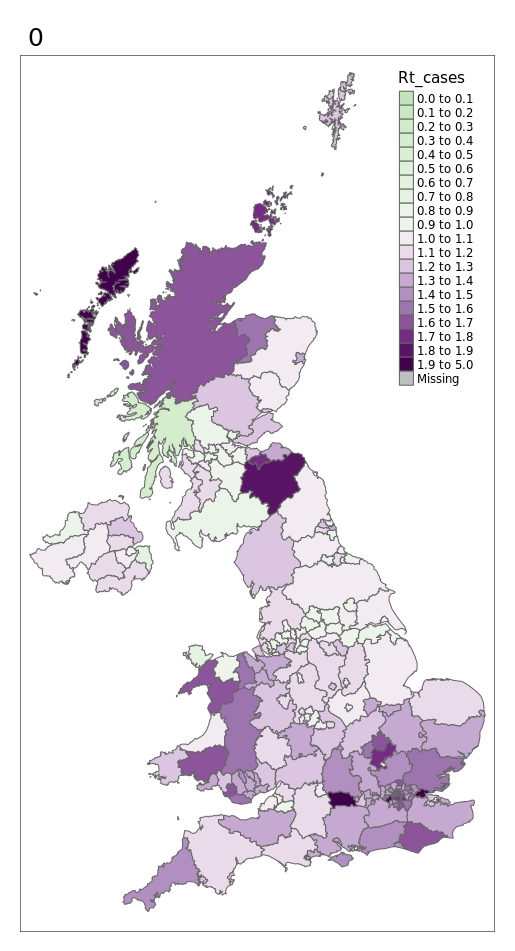 0
Rt_cases
0.0 to 0.1
0.1 to 0.2
0.2 to 0.3
0.3 to 0.4
0.4 to 0.5
0.5 to 0.6
0.6 to 0.7
0.7 to 0.8
0.8 to 0.9
0.9 to 1.0
1.0 to 1.1
1.1 to 1.2
1.2 to 1.3
1.3 to 1.4
1.4 to 1.5
1.5 to 1.6
1.6 to 1.7
1.7 to 1.8
1.8 to 1.9
1.9 to 5.0
Missing